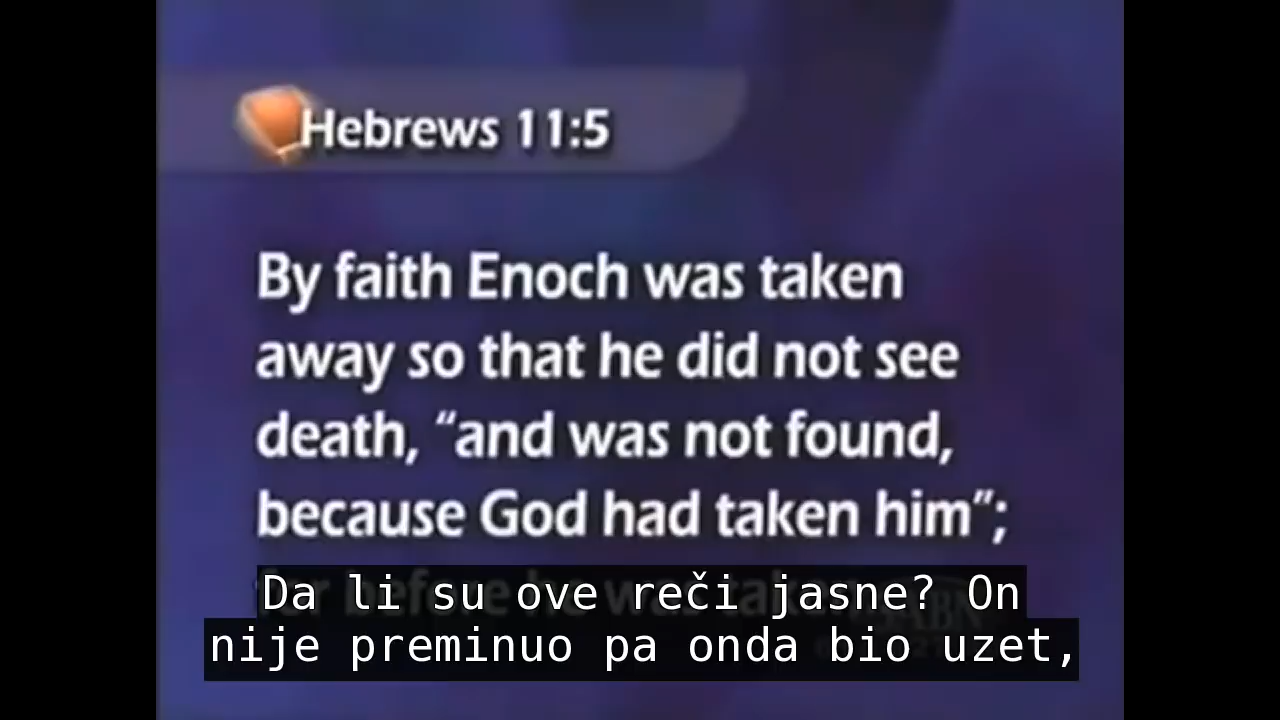 Hebrews 11:5
By faith Enoch was taken
away so that he did not see
death, “and was not found,
because God had taken him”;
Da li su ove reči jasne? On
nije preminuo pa onda bio uzet,